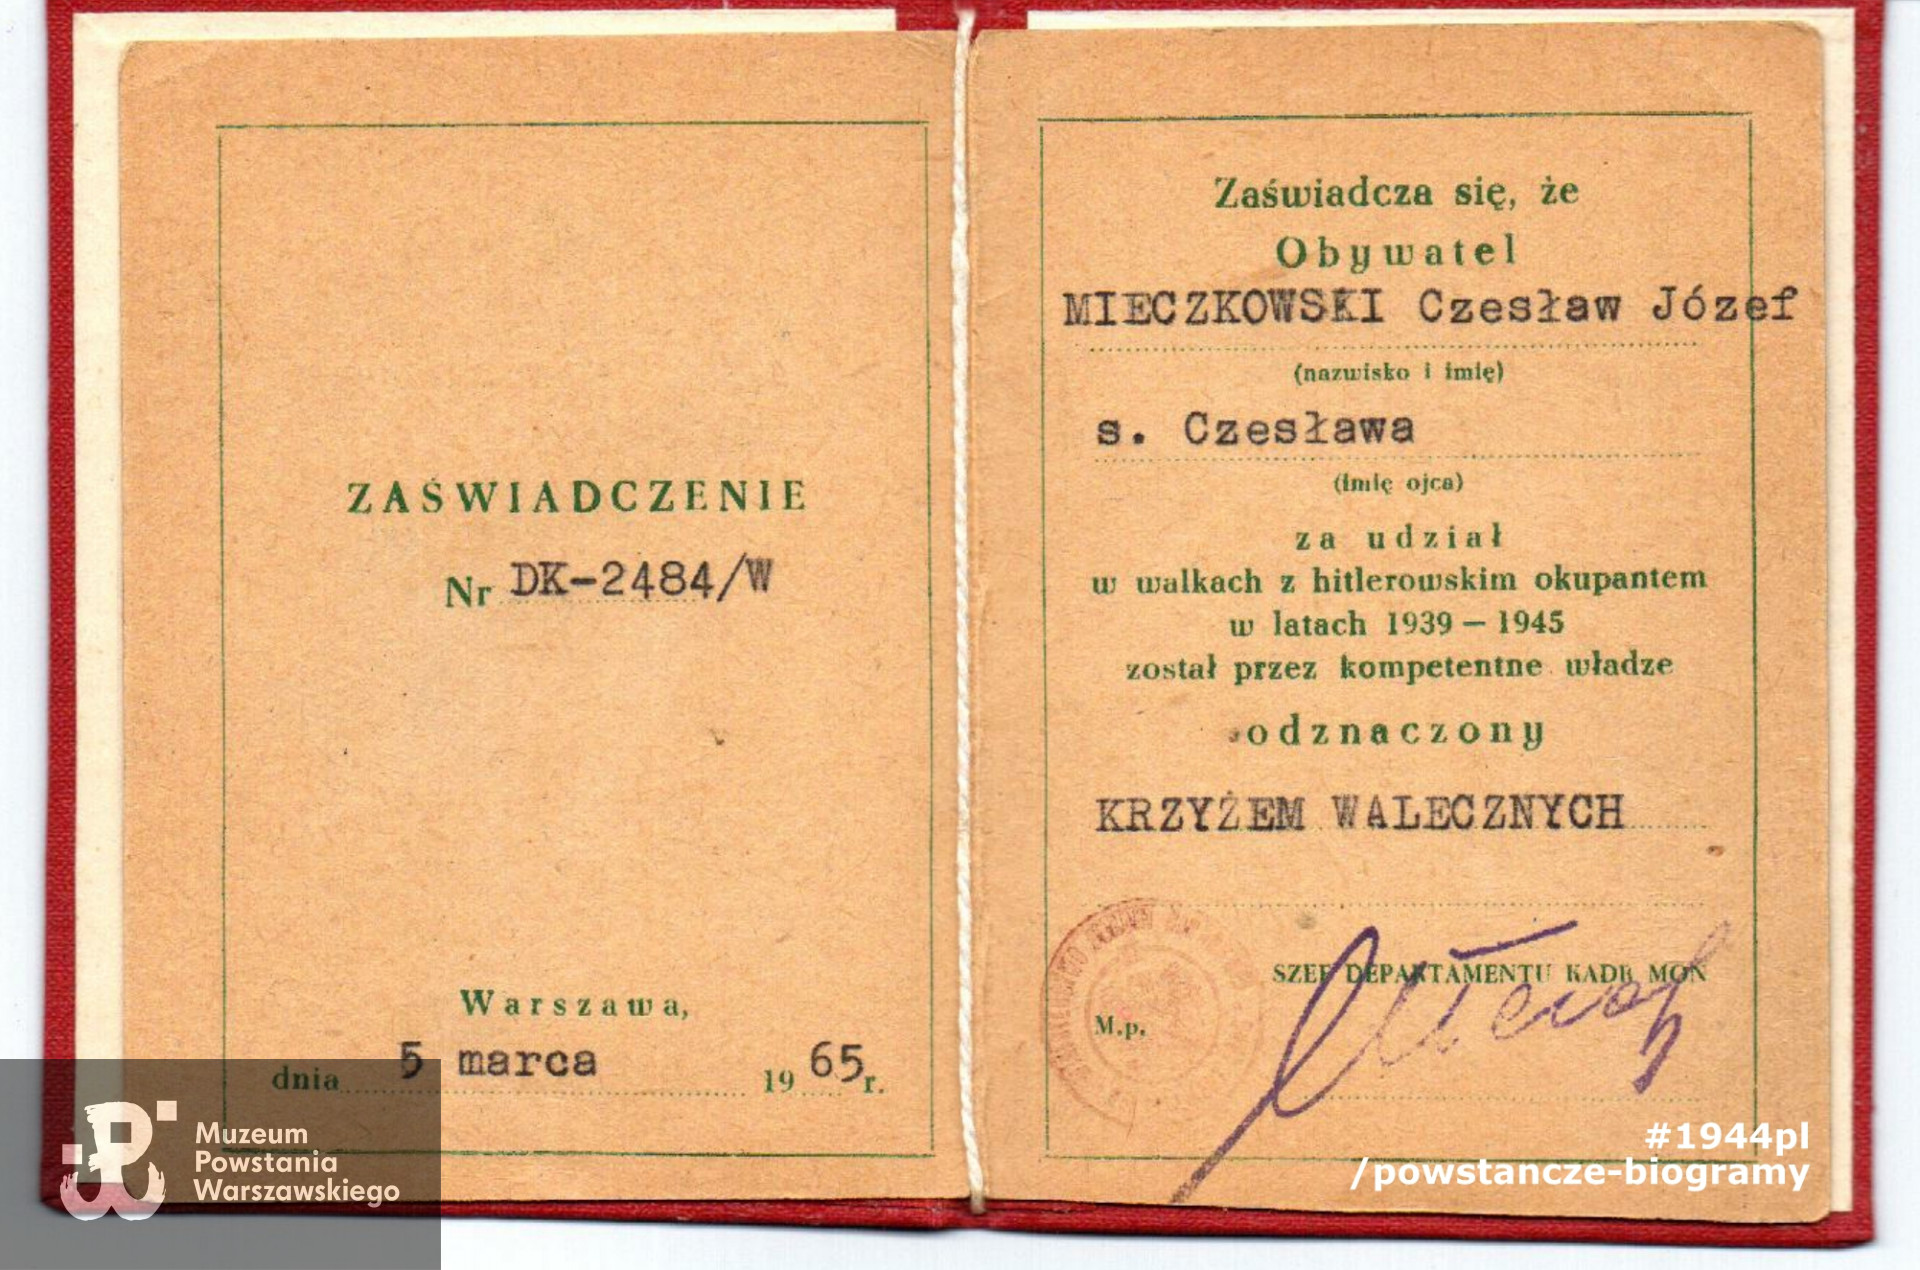 ZAŚWIADCZENIE
Nr DK-2484/W
Warszawa,
dnia 5 marca 1965 r.
Zaświadcza się, że
Obywatel
MIECZKOWSKI Czesław Józef
(nazwisko i imię)
s. Czesława
(imię ojca)
za udział
w walkach z hitlerowskim okupantem
w latach 1939 – 1945
został przez kompetentne władze
odznaczony
KRZYŻEM WALECZNYCH
SZEF DEPARTAMENTU KADR MON
M.p.
Muzeum
Powstania
Warszawskiego
#1944pl
/powstancze-biogramy